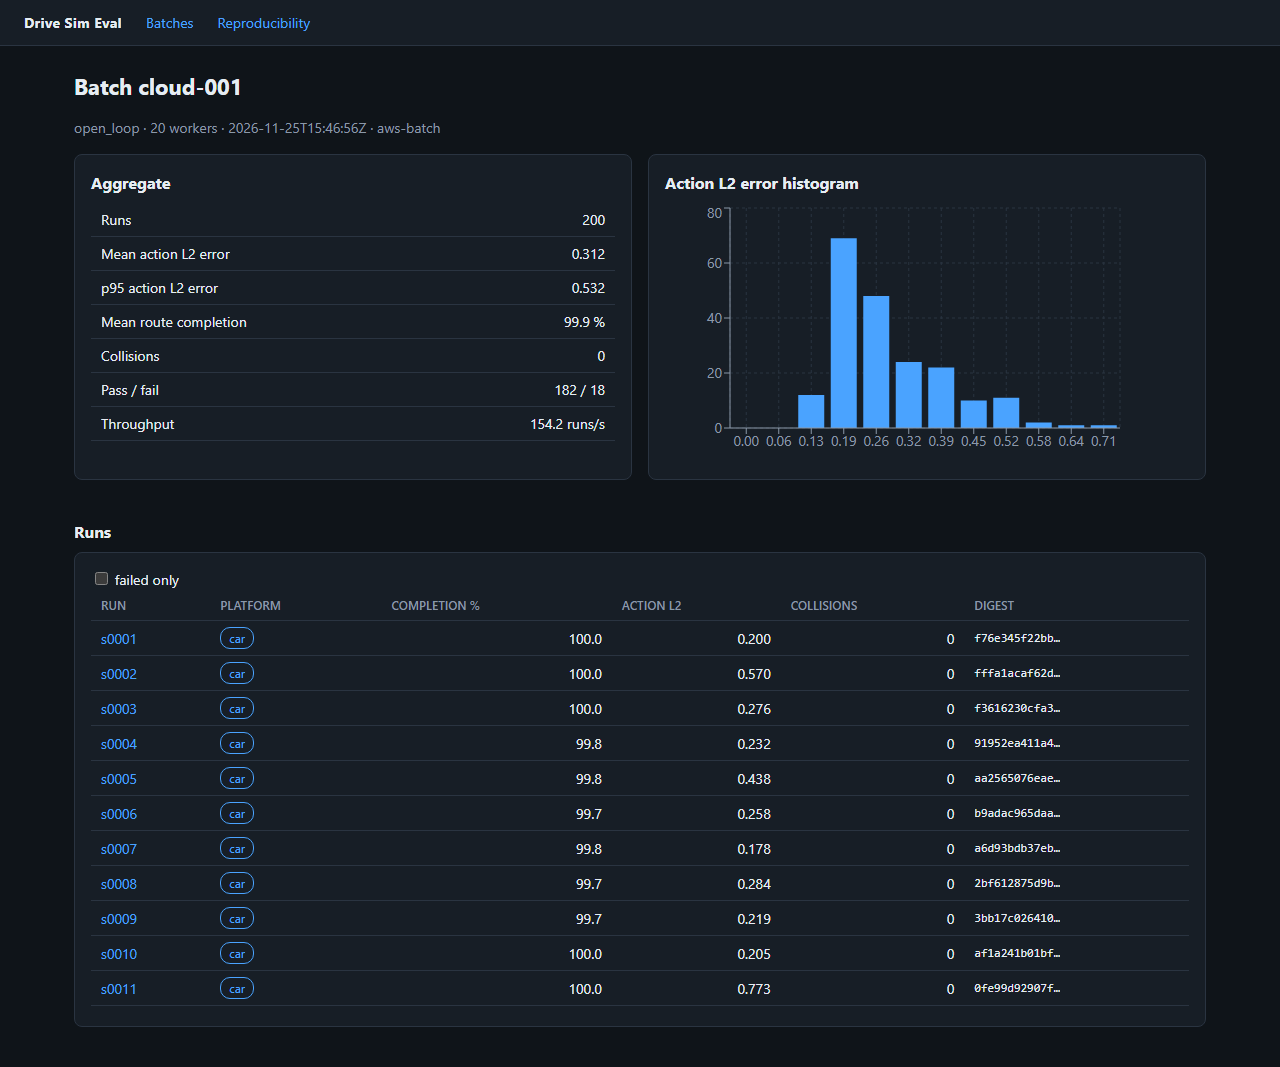 Drive Sim Eval Batches Reproducibility
Batch cloud-001
open_loop · 20 workers · 2026-11-25T15:46:56Z · aws-batch
Aggregate
Runs 200
Mean action L2 error 0.312
p95 action L2 error 0.532
Mean route completion 99.9 %
Collisions 0
Pass / fail 182 / 18
Throughput 154.2 runs/s
Action L2 error histogram
80
60
40
20
0
0.00 0.06 0.13 0.19 0.26 0.32 0.39 0.45 0.52 0.58 0.64 0.71
Runs
failed only
RUN PLATFORM COMPLETION % ACTION L2 COLLISIONS DIGEST
s0001 car 100.0 0.200 0 f76e345f22bb…
s0002 car 100.0 0.570 0 fffa1acaf62d…
s0003 car 100.0 0.276 0 f3616230cfa3…
s0004 car 99.8 0.232 0 91952ea411a4…
s0005 car 99.8 0.438 0 aa2565076eae…
s0006 car 99.7 0.258 0 b9adac965daa…
s0007 car 99.8 0.178 0 a6d93bdb37eb…
s0008 car 99.7 0.284 0 2bf612875d9b…
s0009 car 99.7 0.219 0 3bb17c026410…
s0010 car 100.0 0.205 0 af1a241b01bf…
s0011 car 100.0 0.773 0 0fe99d92907f…